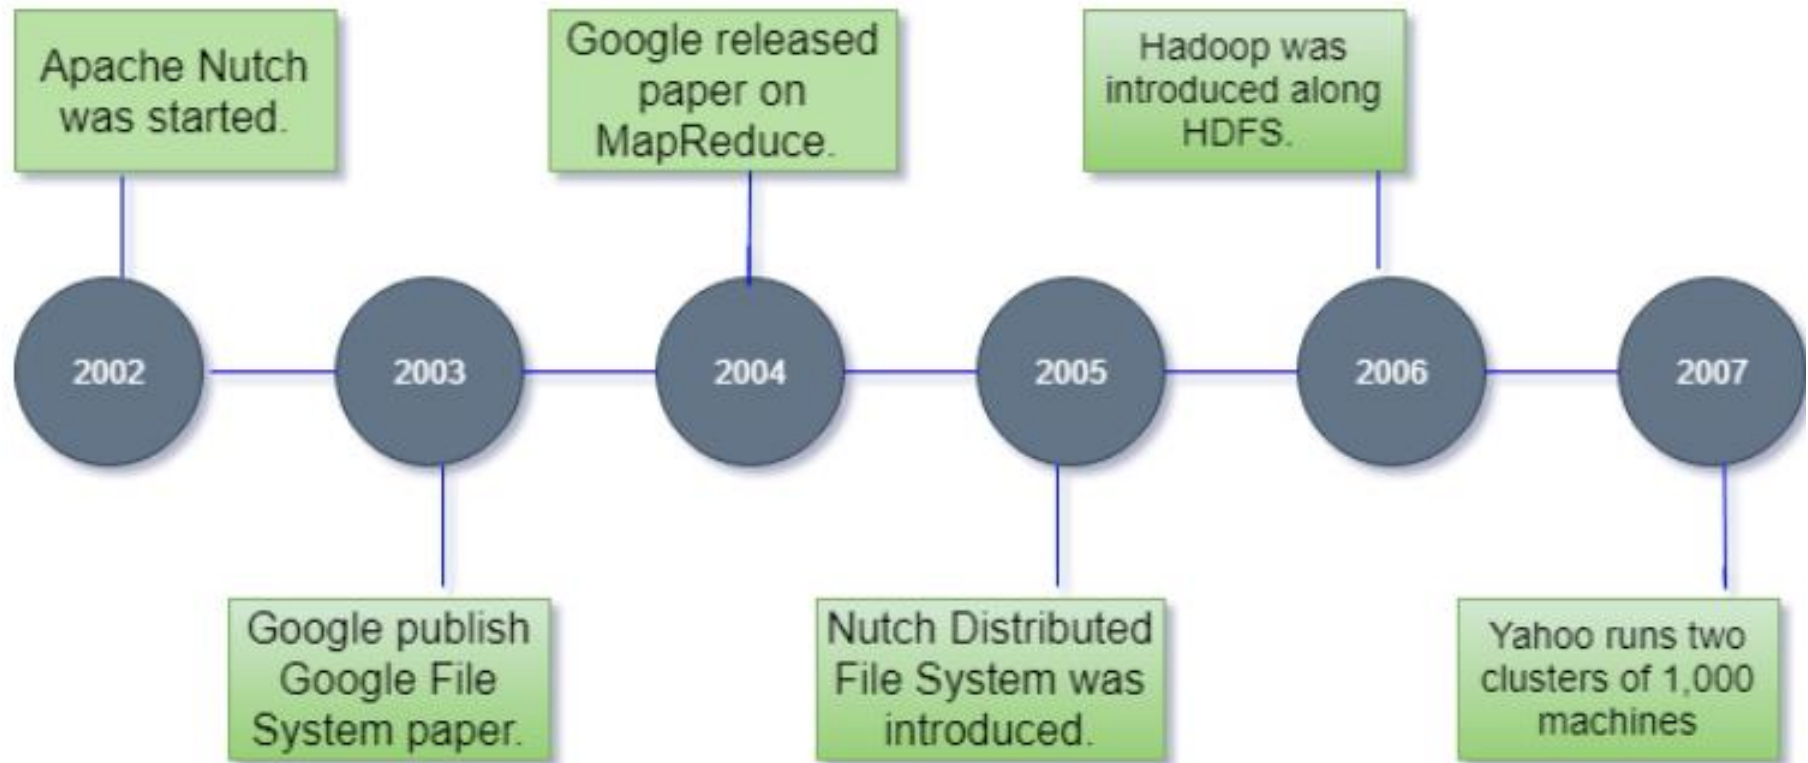 Apache Nutch
was started.
Google released
paper on
MapReduce.
Hadoop was
introduced along
HDFS.
2002
2003
2004
2005
2006
2007
Google publish
Google File
System paper.
Nutch Distributed
File System was
introduced.
Yahoo runs two
clusters of 1,000
machines